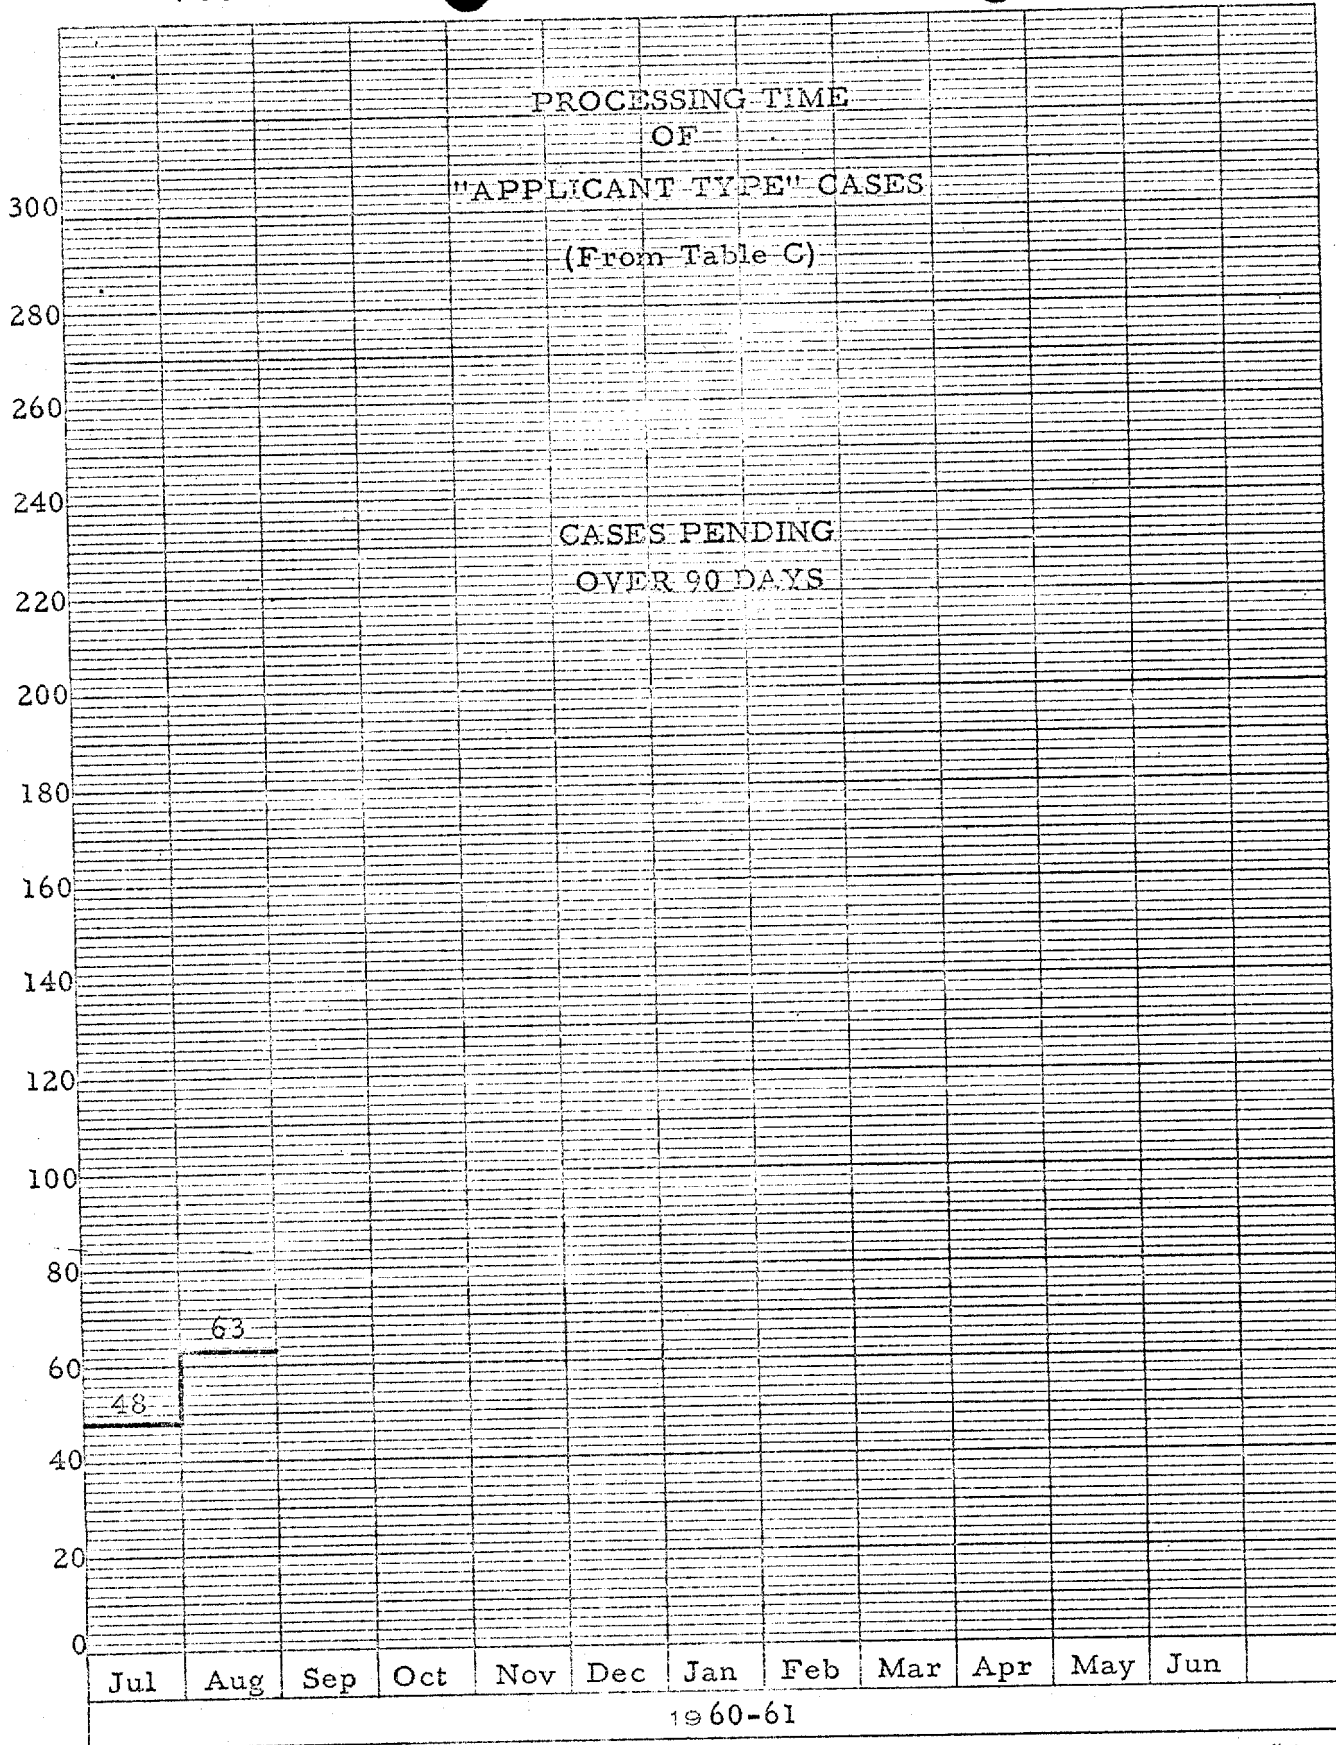 PROCESSING TIME
OF
"APPLICANT TYPE" CASES
(From Table C)
CASES PENDING
OVER 90 DAYS
300
280
260
240
220
200
180
160
140
120
100
80
60
40
20
0
63
48
Jul Aug Sep Oct Nov Dec Jan Feb Mar Apr May Jun
1960-61